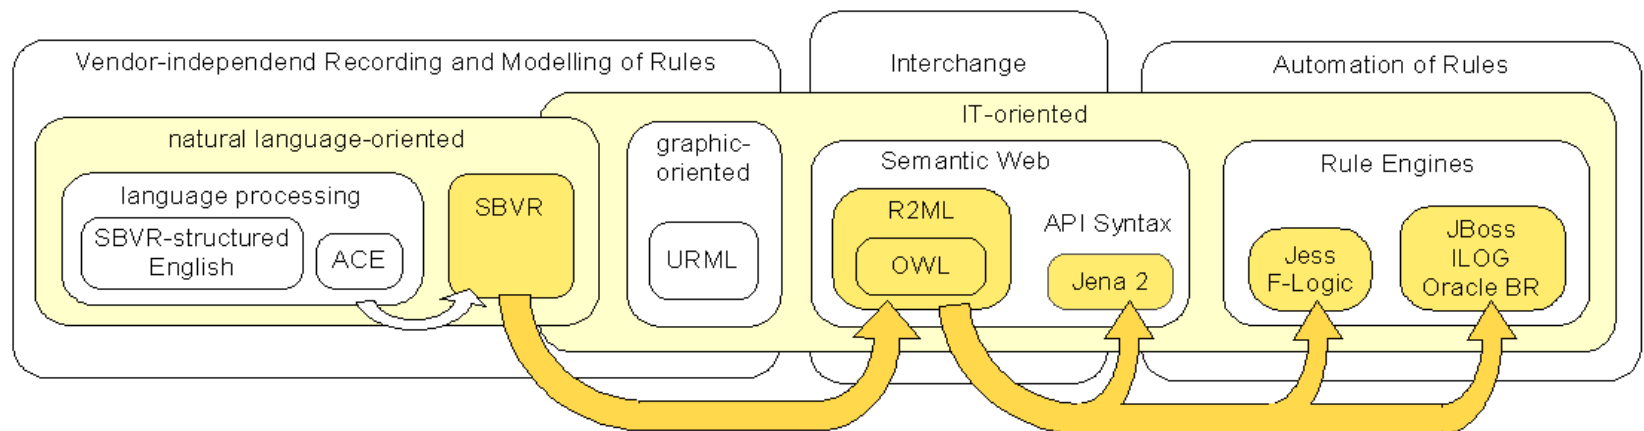 Vendor-independend Recording and Modelling of Rules
Interchange
Automation of Rules
IT-oriented
natural language-oriented
graphic-
oriented
Semantic Web
Rule Engines
language processing
SBVR
R2ML
API Syntax
JBoss
ILOG
Oracle BR
SBVR-structured
English
ACE
URML
OWL
Jena 2
Jess
F-Logic